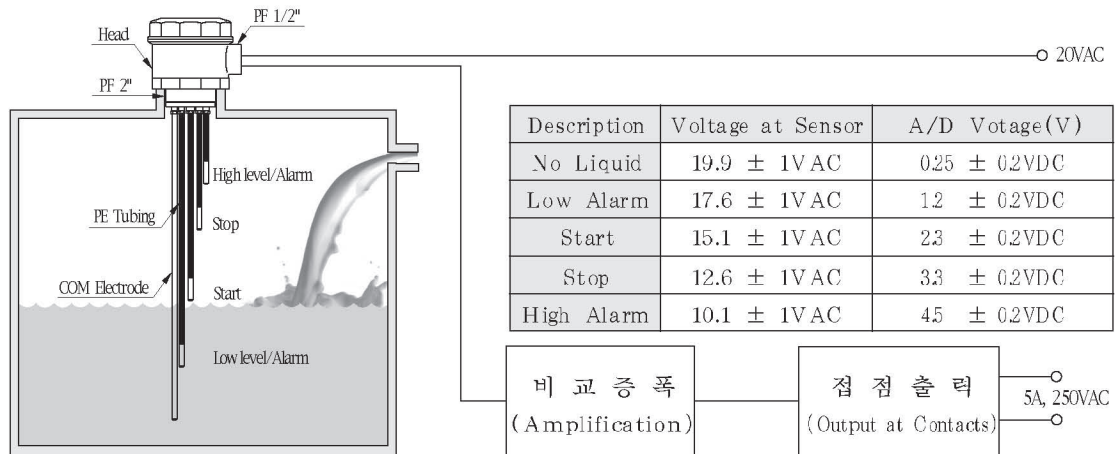 PF 1/2"
Head
20VAC
PF 2"
High level/Alarm
PE Tubing
Stop
COM Electrode
Start
Low level/Alarm
Description Voltage at Sensor A/D Votage(V)
No Liquid 19.9 ± 1VAC 0.25 ± 0.2VDC
Low Alarm 17.6 ± 1VAC 1.2 ± 0.2VDC
Start 15.1 ± 1VAC 2.3 ± 0.2VDC
Stop 12.6 ± 1VAC 3.3 ± 0.2VDC
High Alarm 10.1 ± 1VAC 4.5 ± 0.2VDC
비 교 증 폭
(Amplification)
접 점 출 력
(Output at Contacts)
5A, 250VAC